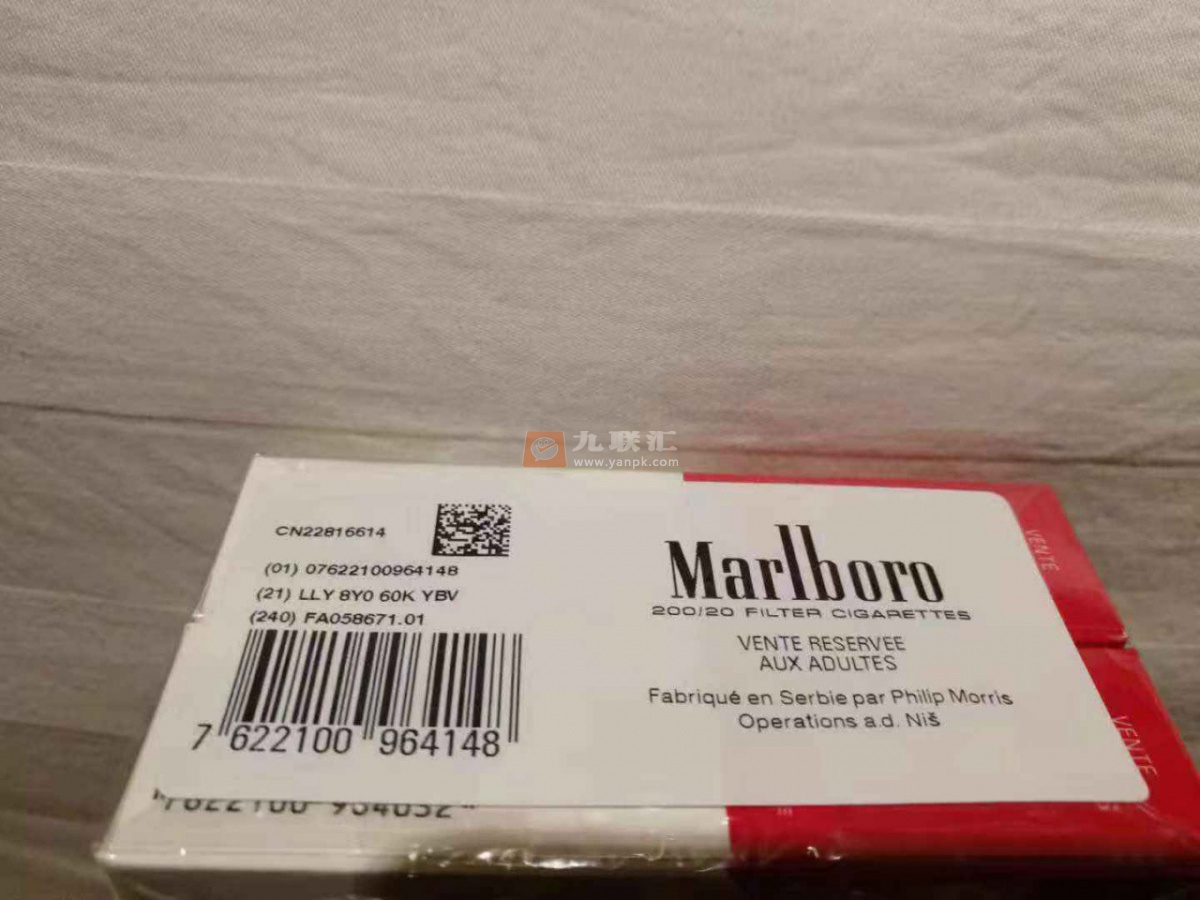 九联汇
www.yanpk.com
CN22816614
(01) 07622100964148
(21) LLY 8Y0 60K YBV
(240) FA058671.01
7 622100 964148
Marlboro
200/20 FILTER CIGARETTES
VENTE RESERVEE
AUX ADULTES
Fabriqué en Serbie par Philip Morris
Operations a.d. Niš
VENTE
VENTE
7622100 934032